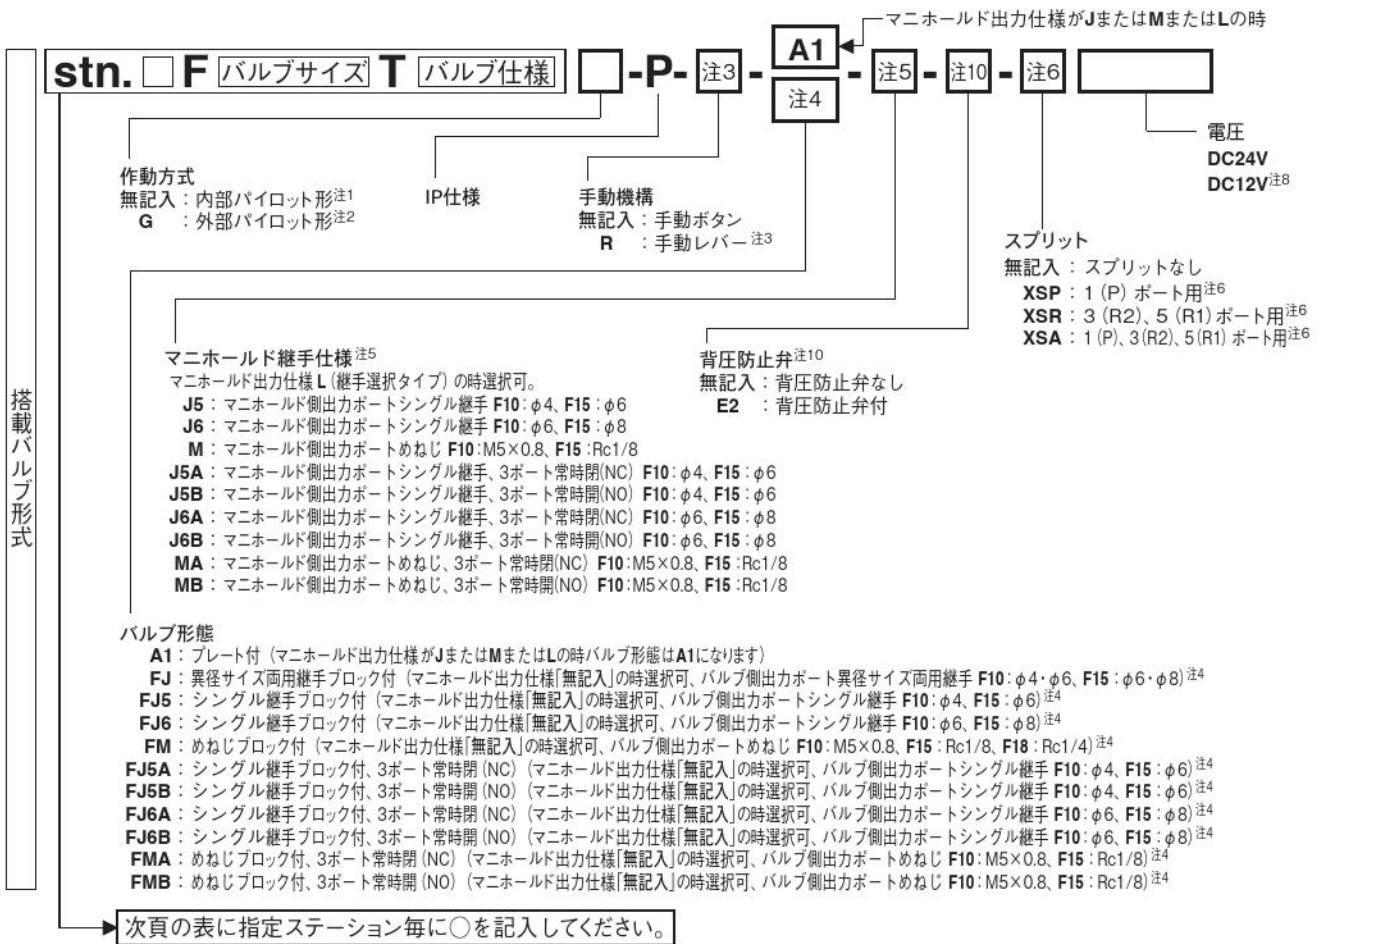 マニホールド出力仕様がJまたはMまたはLの時
stn. □ F バルブサイズ T バルブ仕様 □ -P- 注3 - A1 - 注5 - 注10 - 注6
注4
電圧
DC24V
DC12V注8
作動方式
無記入：内部パイロット形注1
G ：外部パイロット形注2
IP仕様
手動機構
無記入：手動ボタン
R ：手動レバー注3
スプリット
無記入：スプリットなし
XSP：1（P）ポート用注6
XSR：3（R2）、5（R1）ポート用注6
XSA：1（P）、3（R2）、5（R1）ポート用注6
マニホールド継手仕様注5
マニホールド出力仕様L（継手選択タイプ）の時選択可。
J5：マニホールド側出力ポートシングル継手 F10：φ4、F15：φ6
J6：マニホールド側出力ポートシングル継手 F10：φ6、F15：φ8
M：マニホールド側出力ポートめねじ F10：M5×0.8、F15：Rc1/8
J5A：マニホールド側出力ポートシングル継手、3ポート常時閉(NC) F10：φ4、F15：φ6
J5B：マニホールド側出力ポートシングル継手、3ポート常時開(NO) F10：φ4、F15：φ6
J6A：マニホールド側出力ポートシングル継手、3ポート常時閉(NC) F10：φ6、F15：φ8
J6B：マニホールド側出力ポートシングル継手、3ポート常時開(NO) F10：φ6、F15：φ8
MA：マニホールド側出力ポートめねじ、3ポート常時閉(NC) F10：M5×0.8、F15：Rc1/8
MB：マニホールド側出力ポートめねじ、3ポート常時開(NO) F10：M5×0.8、F15：Rc1/8
背圧防止弁注10
無記入：背圧防止弁なし
E2 ：背圧防止弁付
搭載バルブ形式
バルブ形態
A1：プレート付（マニホールド出力仕様がJまたはMまたはLの時バルブ形態はA1になります）
FJ：異径サイズ両用継手ブロック付（マニホールド出力仕様「無記入」の時選択可、バルブ側出力ポート異径サイズ両用継手 F10：φ4・φ6、F15：φ6・φ8）注4
FJ5：シングル継手ブロック付（マニホールド出力仕様「無記入」の時選択可、バルブ側出力ポートシングル継手 F10：φ4、F15：φ6）注4
FJ6：シングル継手ブロック付（マニホールド出力仕様「無記入」の時選択可、バルブ側出力ポートシングル継手 F10：φ6、F15：φ8）注4
FM：めねじブロック付（マニホールド出力仕様「無記入」の時選択可、バルブ側出力ポートめねじ F10：M5×0.8、F15：Rc1/8、F18：Rc1/4）注4
FJ5A：シングル継手ブロック付、3ポート常時閉（NC）（マニホールド出力仕様「無記入」の時選択可、バルブ側出力ポートシングル継手 F10：φ4、F15：φ6）注4
FJ5B：シングル継手ブロック付、3ポート常時開（NO）（マニホールド出力仕様「無記入」の時選択可、バルブ側出力ポートシングル継手 F10：φ4、F15：φ6）注4
FJ6A：シングル継手ブロック付、3ポート常時閉（NC）（マニホールド出力仕様「無記入」の時選択可、バルブ側出力ポートシングル継手 F10：φ6、F15：φ8）注4
FJ6B：シングル継手ブロック付、3ポート常時開（NO）（マニホールド出力仕様「無記入」の時選択可、バルブ側出力ポートシングル継手 F10：φ6、F15：φ8）注4
FMA：めねじブロック付、3ポート常時閉（NC）（マニホールド出力仕様「無記入」の時選択可、バルブ側出力ポートめねじ F10：M5×0.8、F15：Rc1/8）注4
FMB：めねじブロック付、3ポート常時開（NO）（マニホールド出力仕様「無記入」の時選択可、バルブ側出力ポートめねじ F10：M5×0.8、F15：Rc1/8）注4
次頁の表に指定ステーション毎に○を記入してください。